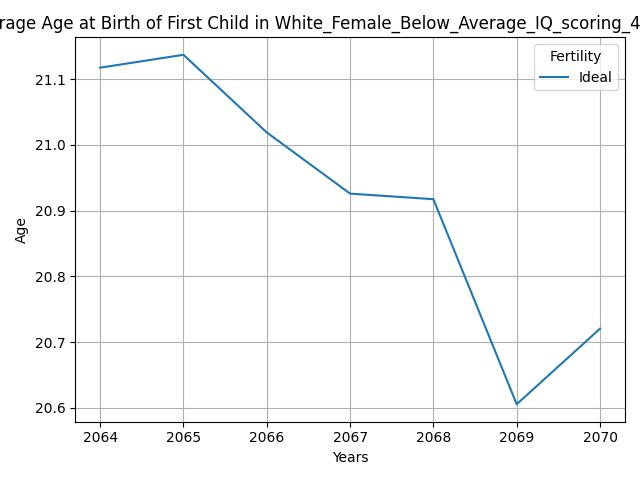 rage Age at Birth of First Child in White_Female_Below_Average_IQ_scoring_4
Fertility
Ideal
21.1
21.0
20.9
20.8
20.7
20.6
Age
2064 2065 2066 2067 2068 2069 2070
Years